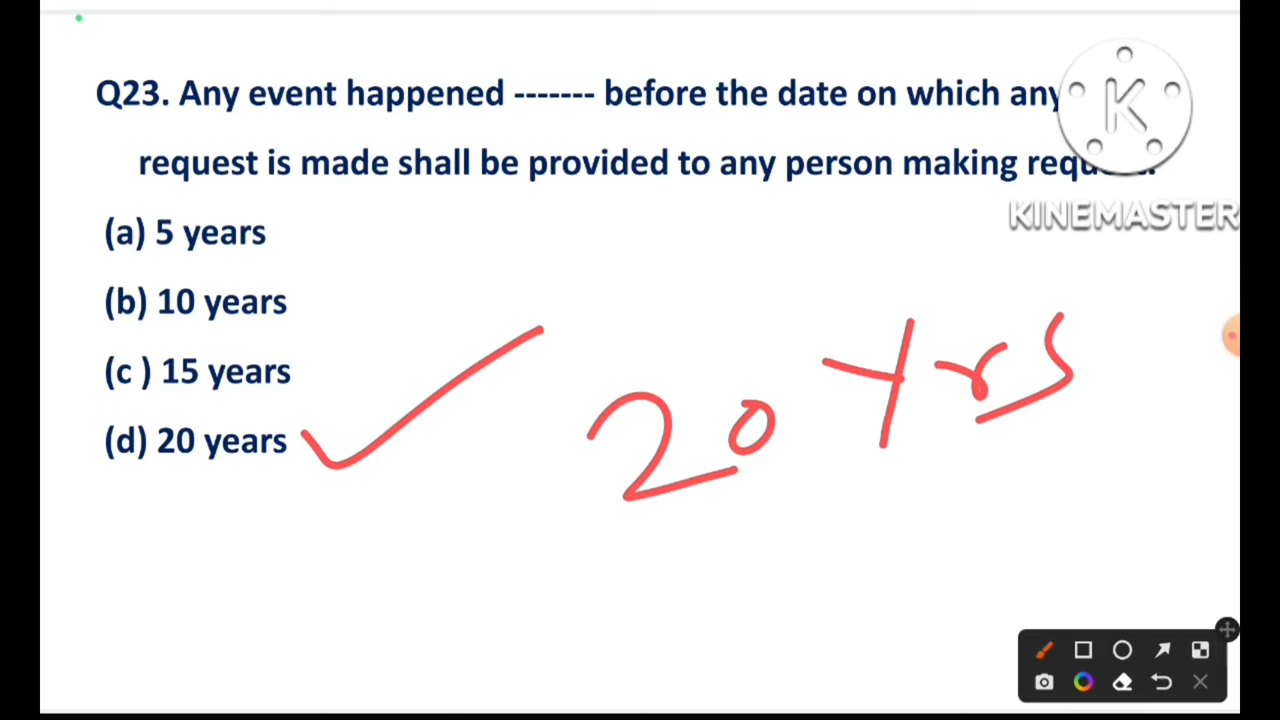 Q23. Any event happened ------- before the date on which any
request is made shall be provided to any person making
KINEMASTER
(a) 5 years
(b) 10 years
(c ) 15 years
(d) 20 years
20 Yrs